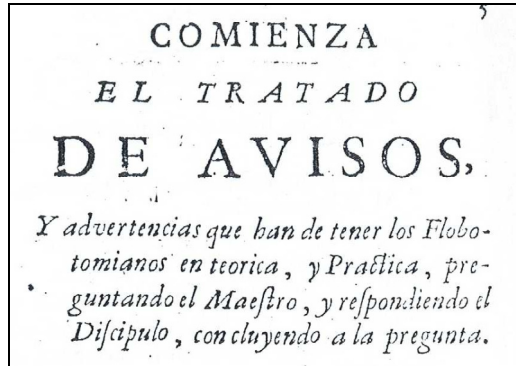 5
COMIENZA
EL TRATADO
DE AVISOS,
Y advertencias que han de tener los Flobo-
tomianos en teorica, y Practica, pre-
guntando el Maeſtro, y reſpondiendo el
Diſcipulo, concluyendo a la pregunta.